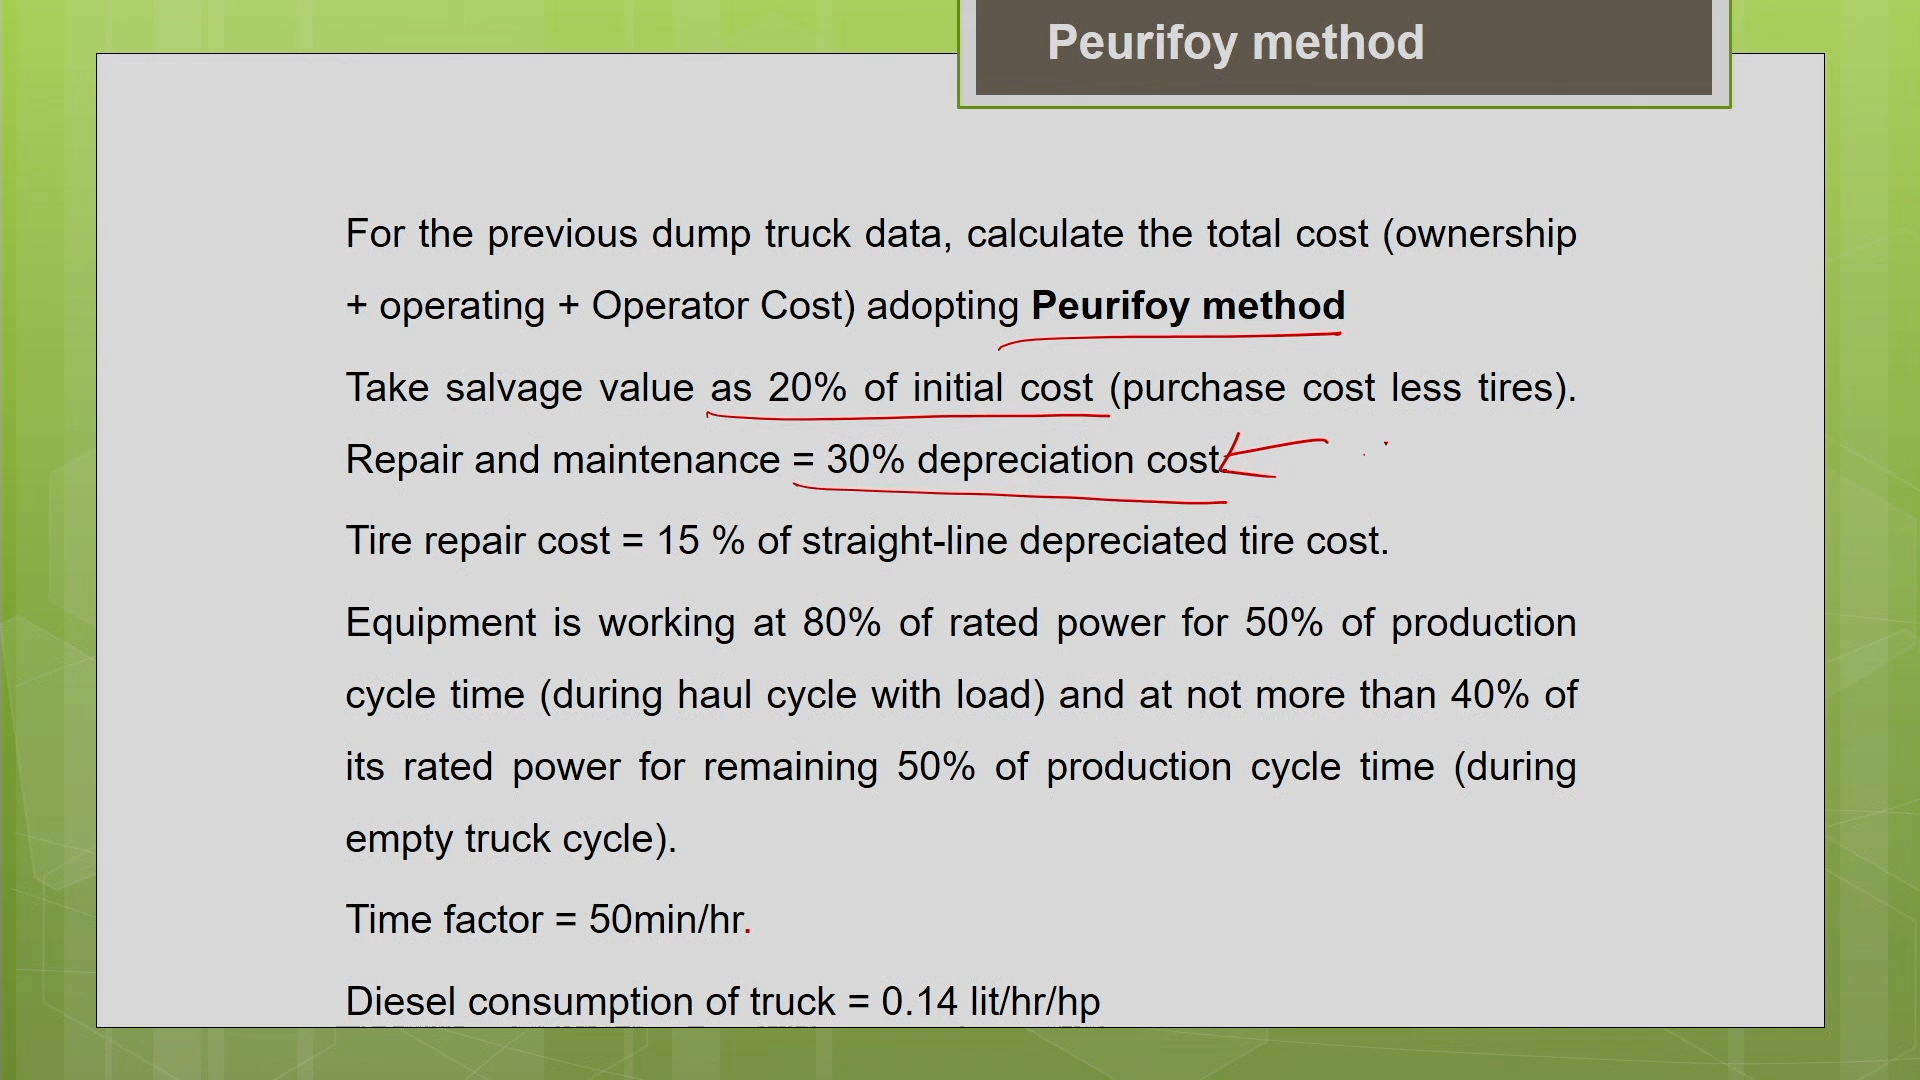 Peurifoy method
For the previous dump truck data, calculate the total cost (ownership
+ operating + Operator Cost) adopting Peurifoy method
Take salvage value as 20% of initial cost (purchase cost less tires).
Repair and maintenance = 30% depreciation cost.
Tire repair cost = 15 % of straight-line depreciated tire cost.
Equipment is working at 80% of rated power for 50% of production
cycle time (during haul cycle with load) and at not more than 40% of
its rated power for remaining 50% of production cycle time (during
empty truck cycle).
Time factor = 50min/hr.
Diesel consumption of truck = 0.14 lit/hr/hp